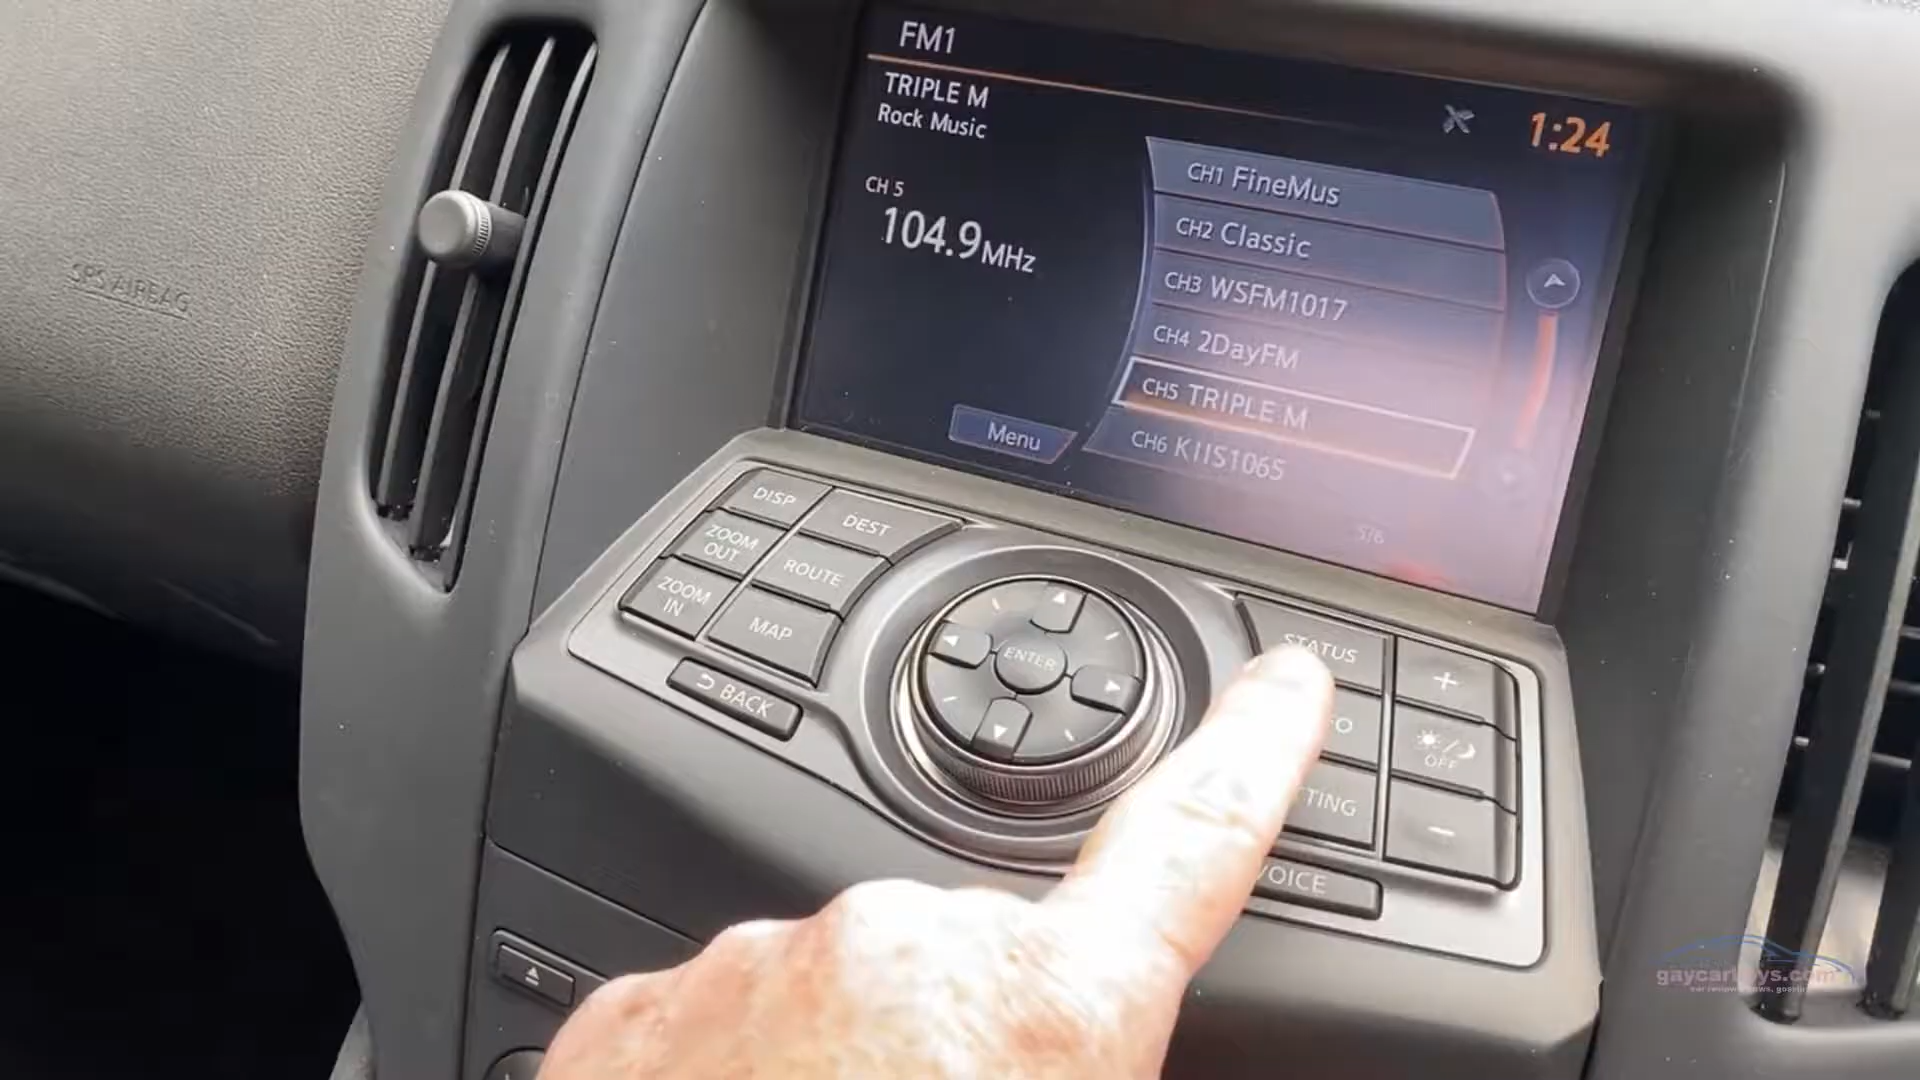 FM1
TRIPLE M
Rock Music
1:24
CH 5
104.9MHz
CH1 FineMus
CH2 Classic
CH3 WSFM1017
CH4 2DayFM
CH5 TRIPLE M
CH6 KIIS1065
Menu
5/6
SRS AIRBAG
DISP
DEST
ZOOM
OUT
ROUTE
ZOOM
IN
MAP
BACK
ENTER
STATUS
+
OFF
TTING
−
VOICE
gaycarboys.com